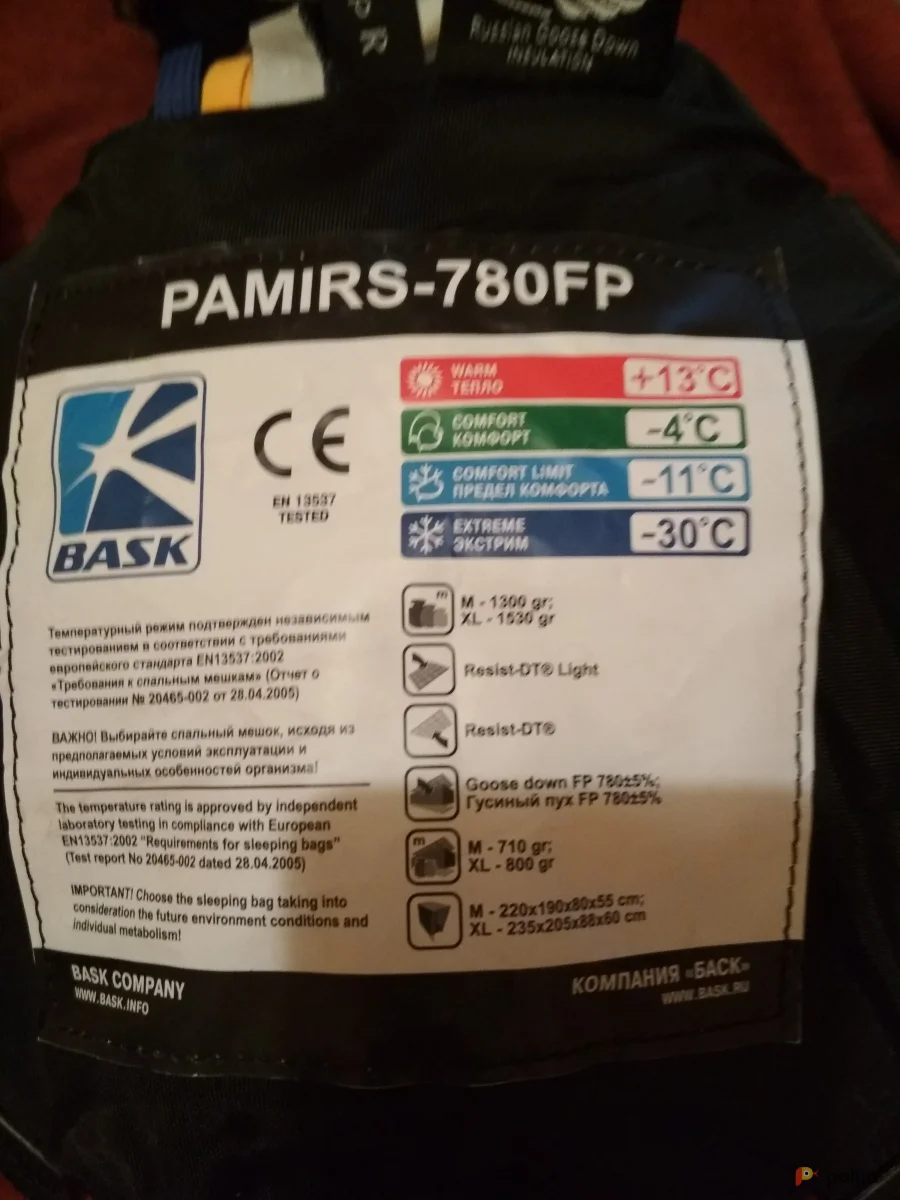 P R
Russian Goose Down
INSULATION
PAMIRS-780FP
BASK
CE
EN 13537
TESTED
WARM
ТЕПЛО
+13°C
COMFORT
КОМФОРТ
-4°C
COMFORT LIMIT
ПРЕДЕЛ КОМФОРТА
-11°C
EXTREME
ЭКСТРИМ
-30°C
Температурный режим подтвержден независимым
тестированием в соответствии с требованиями
европейского стандарта EN13537:2002
«Требования к спальным мешкам» (Отчет о
тестировании № 20465-002 от 28.04.2005)
ВАЖНО! Выбирайте спальный мешок, исходя из
предполагаемых условий эксплуатации и
индивидуальных особенностей организма!
The temperature rating is approved by independent
laboratory testing in compliance with European
EN13537:2002 "Requirements for sleeping bags"
(Test report No 20465-002 dated 28.04.2005)
IMPORTANT! Choose the sleeping bag taking into
consideration the future environment conditions and
individual metabolism!
m
M - 1300 gr;
XL - 1530 gr
Resist-DT® Light
Resist-DT®
Goose down FP 780±5%;
Гусиный пух FP 780±5%
m
M - 710 gr;
XL - 800 gr
M - 220x190x80x55 cm;
XL - 235x205x88x60 cm
BASK COMPANY
WWW.BASK.INFO
КОМПАНИЯ «БАСК»
WWW.BASK.RU